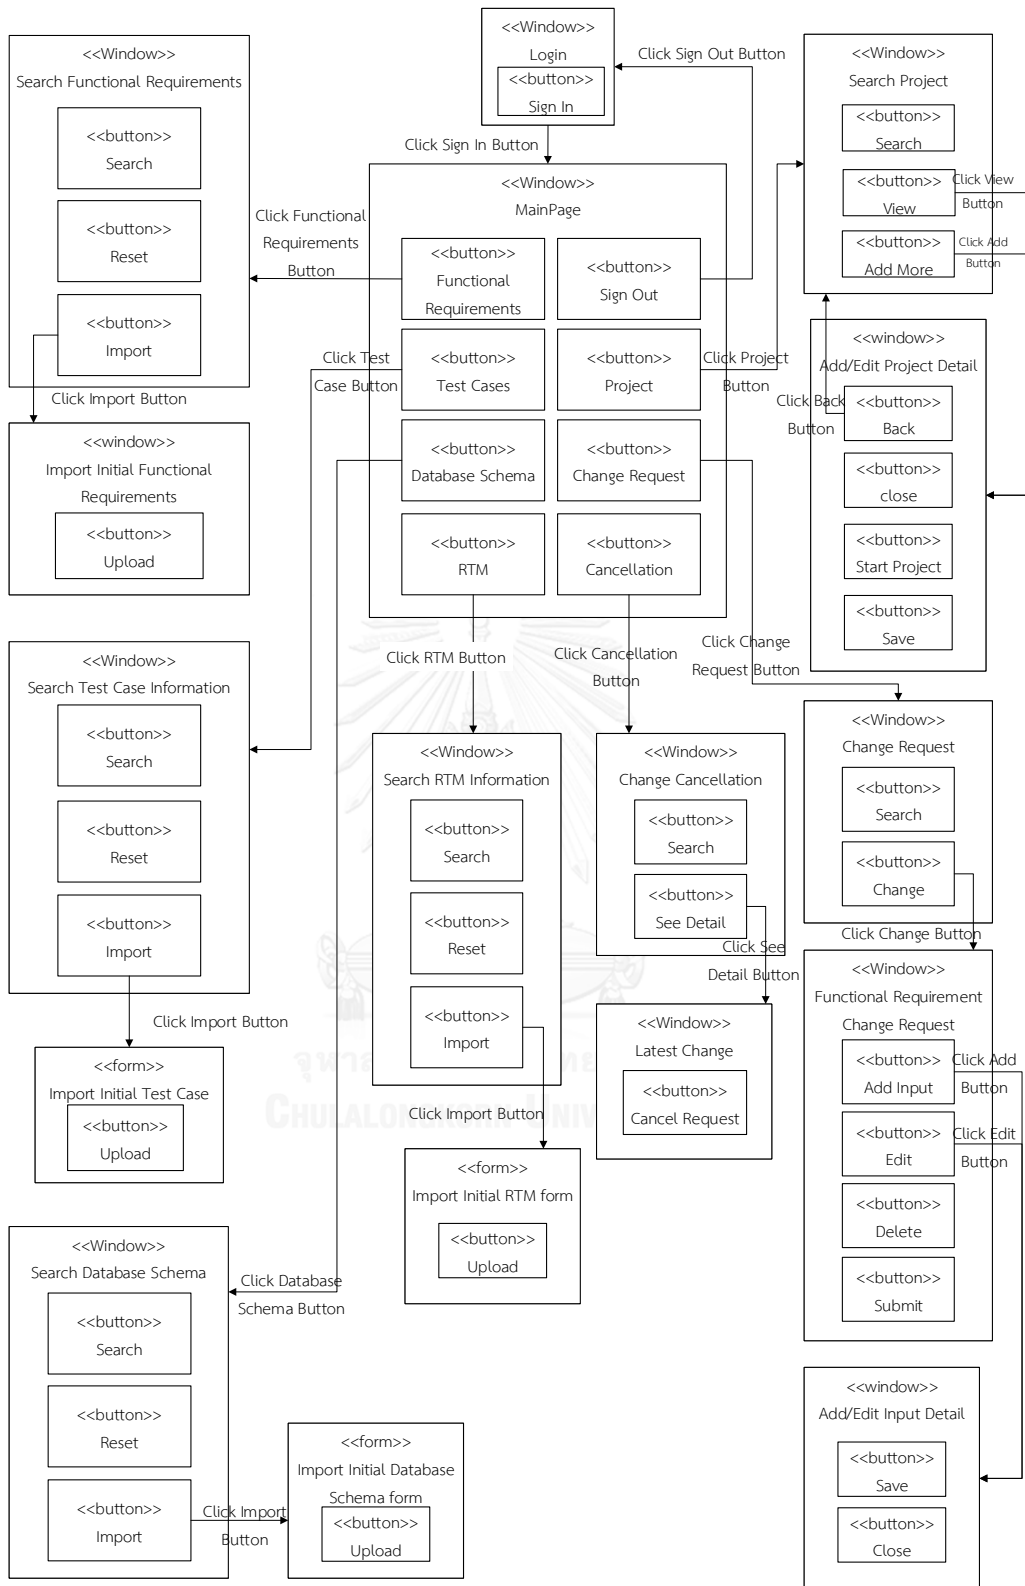 <<Window>>
Login
<<button>>
Sign In
Click Sign Out Button
Click Sign In Button
<<Window>>
Search Functional Requirements
<<button>>
Search
<<button>>
Reset
<<button>>
Import
Click Import Button
<<window>>
Import Initial Functional
Requirements
<<button>>
Upload
<<Window>>
MainPage
<<button>>
Functional
Requirements
<<button>>
Sign Out
<<button>>
Test Cases
<<button>>
Project
<<button>>
Database Schema
<<button>>
Change Request
<<button>>
RTM
<<button>>
Cancellation
Click Functional
Requirements
Button
Click Test
Case Button
Click Project
Button
<<Window>>
Search Project
<<button>>
Search
<<button>>
View
<<button>>
Add More
Click View
Button
Click Add
Button
<<window>>
Add/Edit Project Detail
<<button>>
Back
<<button>>
close
<<button>>
Start Project
<<button>>
Save
Click Back
Button
Click RTM Button
Click Cancellation
Button
Click Change
Request Button
<<Window>>
Search Test Case Information
<<button>>
Search
<<button>>
Reset
<<button>>
Import
Click Import Button
<<form>>
Import Initial Test Case
<<button>>
Upload
<<Window>>
Search RTM Information
<<button>>
Search
<<button>>
Reset
<<button>>
Import
Click Import Button
<<form>>
Import Initial RTM form
<<button>>
Upload
<<Window>>
Change Cancellation
<<button>>
Search
<<button>>
See Detail
Click See
Detail Button
<<Window>>
Latest Change
<<button>>
Cancel Request
<<Window>>
Change Request
<<button>>
Search
<<button>>
Change
Click Change Button
<<Window>>
Functional Requirement
Change Request
<<button>>
Add Input
<<button>>
Edit
<<button>>
Delete
<<button>>
Submit
Click Add
Button
Click Edit
Button
<<window>>
Add/Edit Input Detail
<<button>>
Save
<<button>>
Close
<<Window>>
Search Database Schema
<<button>>
Search
<<button>>
Reset
<<button>>
Import
Click Database
Schema Button
Click Import
Button
<<form>>
Import Initial Database
Schema form
<<button>>
Upload
CHULALONGKORN